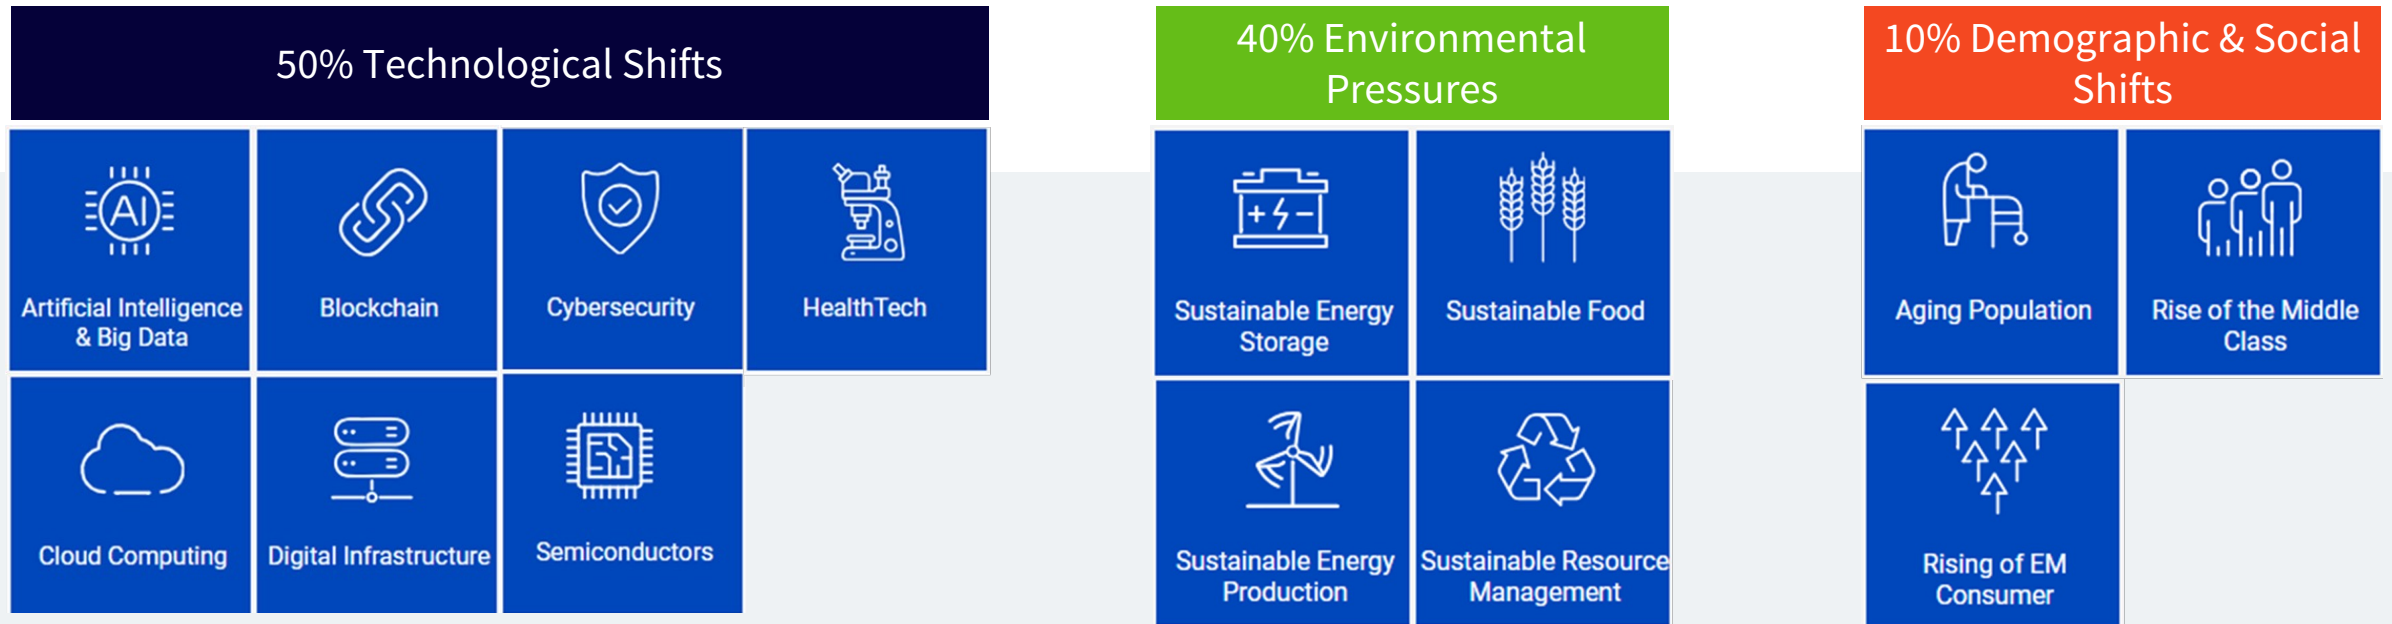 50% Technological Shifts
AI
Artificial Intelligence
& Big Data
Blockchain
Cybersecurity
HealthTech
Cloud Computing
Digital Infrastructure
Semiconductors
40% Environmental
Pressures
Sustainable Energy
Storage
Sustainable Food
Sustainable Energy
Production
Sustainable Resource
Management
10% Demographic & Social
Shifts
Aging Population
Rise of the Middle
Class
Rising of EM
Consumer